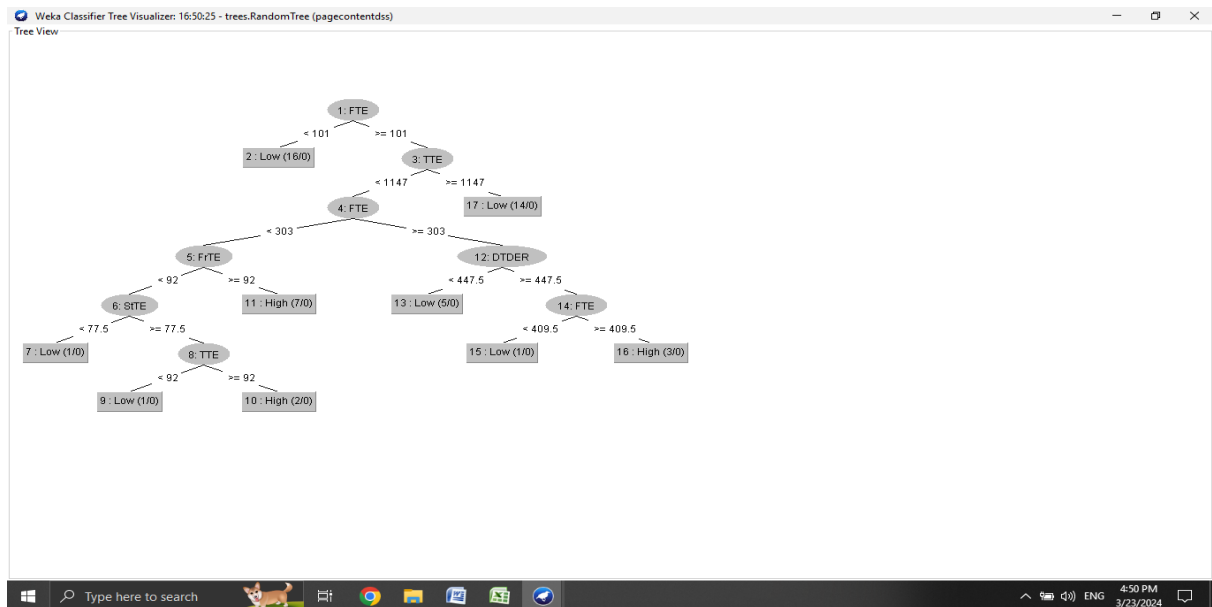 Weka Classifier Tree Visualizer: 16:50:25 - trees.RandomTree (pagecontentdss)
Tree View
1: FTE
< 101 >= 101
2 : Low (16/0) 3: TTE
< 1147 >= 1147
4: FTE 17 : Low (14/0)
< 303 >= 303
5: FrTE 12: DTDER
< 92 >= 92 < 447.5 >= 447.5
6: StTE 11 : High (7/0) 13 : Low (5/0) 14: FTE
< 77.5 >= 77.5 < 409.5 >= 409.5
7 : Low (1/0) 8: TTE 15 : Low (1/0) 16 : High (3/0)
< 92 >= 92
9 : Low (1/0) 10 : High (2/0)
Type here to search ENG 4:50 PM
3/23/2024